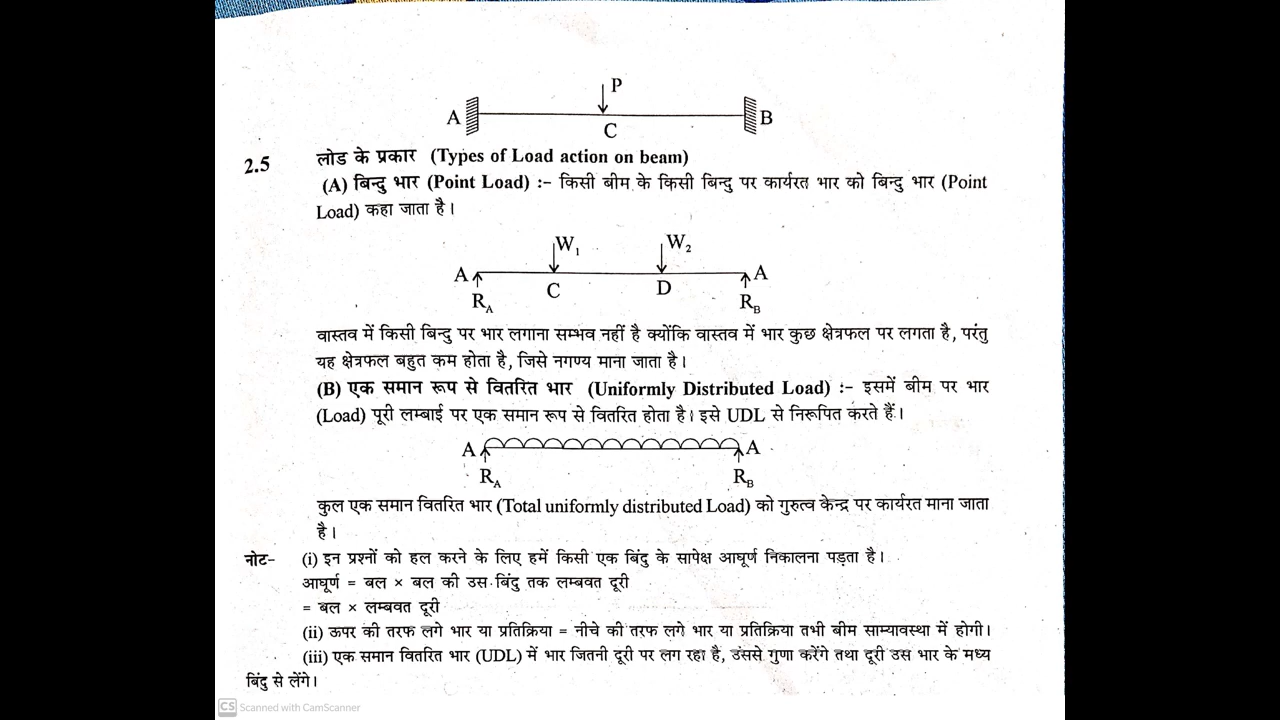 P
A B
C
2.5 लोड के प्रकार (Types of Load action on beam)
(A) बिन्दु भार (Point Load) :– किसी बीम के किसी बिन्दु पर कार्यरत भार को बिन्दु भार (Point
Load) कहा जाता है।
W₁ W₂
A A
C D
R_A R_B
वास्तव में किसी बिन्दु पर भार लगाना सम्भव नहीं है क्योंकि वास्तव में भार कुछ क्षेत्रफल पर लगता है, परंतु
यह क्षेत्रफल बहुत कम होता है, जिसे नगण्य माना जाता है।
(B) एक समान रूप से वितरित भार (Uniformly Distributed Load) :– इसमें बीम पर भार
(Load) पूरी लम्बाई पर एक समान रूप से वितरित होता है। इसे UDL से निरूपित करते हैं।
A A
R_A R_B
कुल एक समान वितरित भार (Total uniformly distributed Load) को गुरुत्व केन्द्र पर कार्यरत माना जाता
है।
नोट– (i) इन प्रश्नों को हल करने के लिए हमें किसी एक बिंदु के सापेक्ष आघूर्ण निकालना पड़ता है।
आघूर्ण = बल × बल की उस बिंदु तक लम्बवत दूरी
= बल × लम्बवत दूरी
(ii) ऊपर की तरफ लगे भार या प्रतिक्रिया = नीचे की तरफ लगे भार या प्रतिक्रिया तभी बीम साम्यावस्था में होगी।
(iii) एक समान वितरित भार (UDL) में भार जितनी दूरी पर लग रहा है, उससे गुणा करेंगे तथा दूरी उस भार के मध्य
बिंदु से लेंगे।
CS Scanned with CamScanner